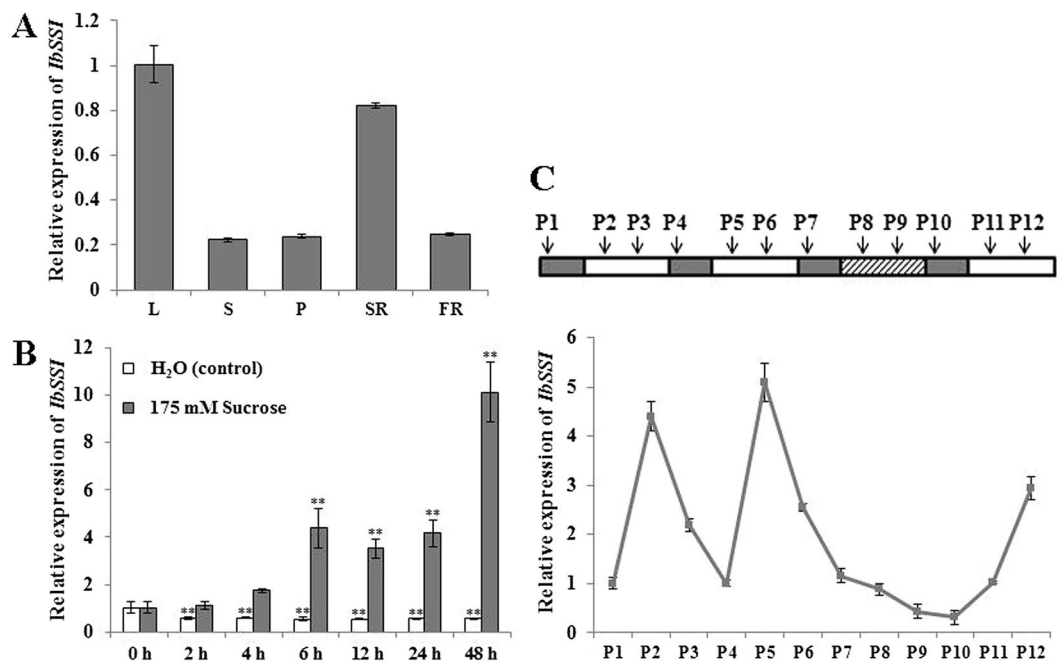 A
Relative expression of IbSSI
1.2
1
0.8
0.6
0.4
0.2
0
L S P SR FR
B
Relative expression of IbSSI
12
10
8
6
4
2
0
H₂O (control)
175 mM Sucrose
** ** ** ** ** **
** ** ** **
0 h 2 h 4 h 6 h 12 h 24 h 48 h
C
P1 P2 P3 P4 P5 P6 P7 P8 P9 P10 P11 P12
Relative expression of IbSSI
6
5
4
3
2
1
0
P1 P2 P3 P4 P5 P6 P7 P8 P9 P10 P11 P12